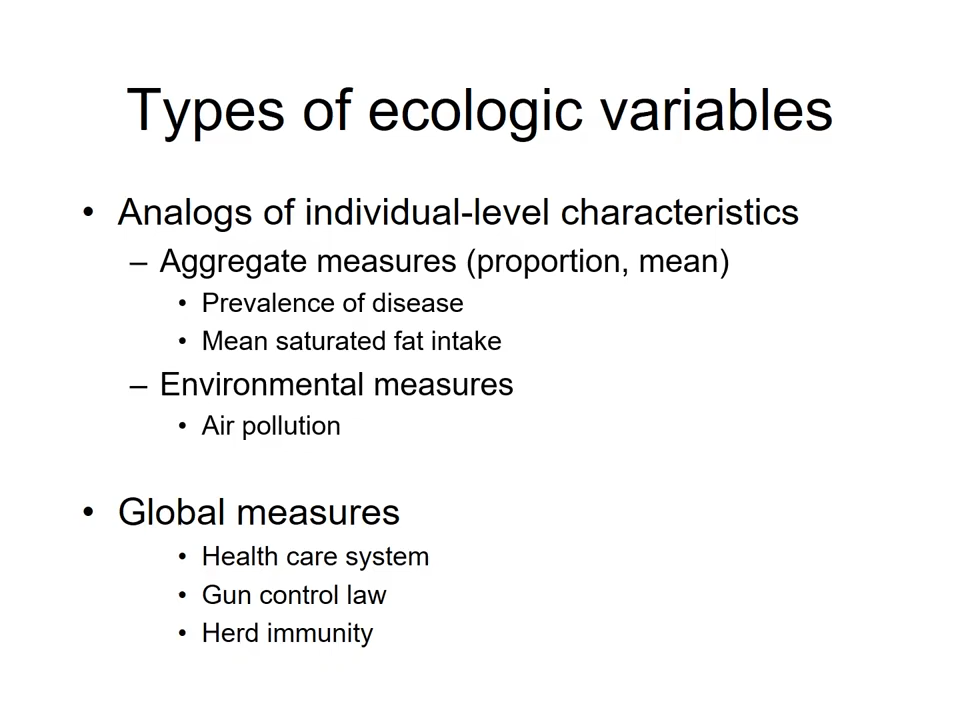 Types of ecologic variables
• Analogs of individual-level characteristics
– Aggregate measures (proportion, mean)
• Prevalence of disease
• Mean saturated fat intake
– Environmental measures
• Air pollution
• Global measures
• Health care system
• Gun control law
• Herd immunity